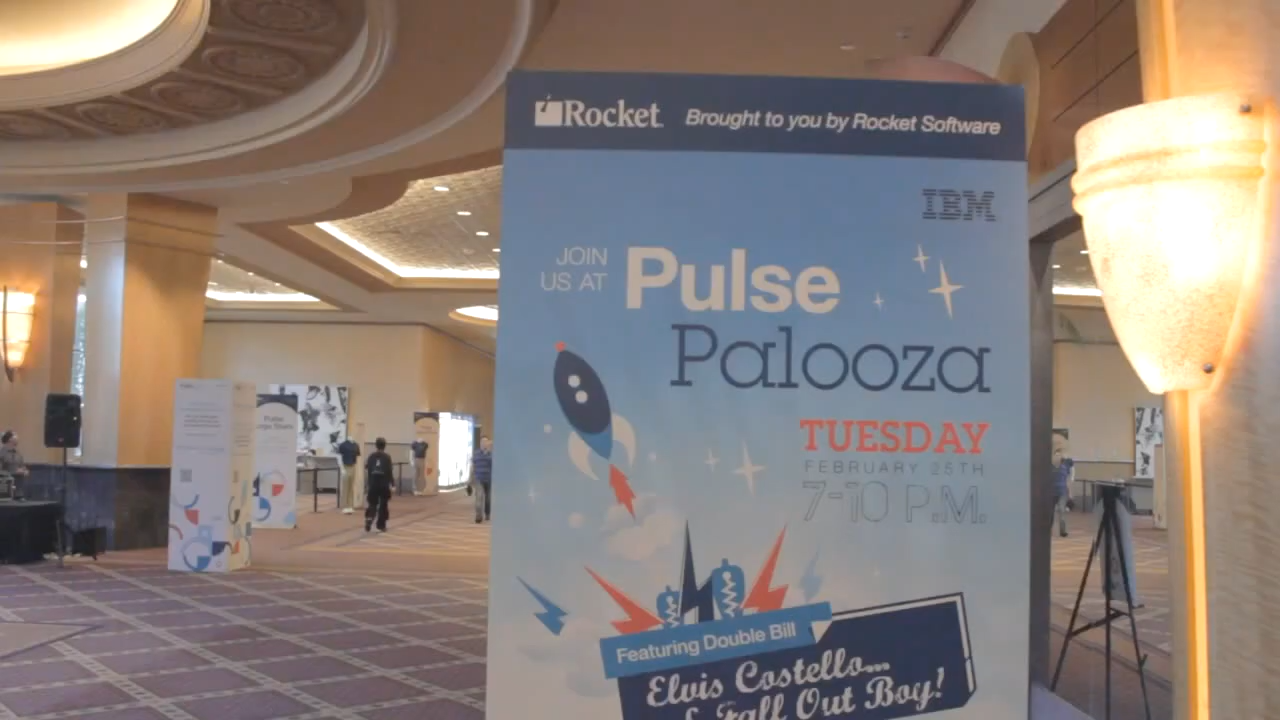 Rocket Brought to you by Rocket Software
IBM
JOIN
US AT
Pulse
Palooza
TUESDAY
FEBRUARY 25TH
7-10 P.M.
Featuring Double Bill
Elvis Costello...
& Fall Out Boy!
Pulse